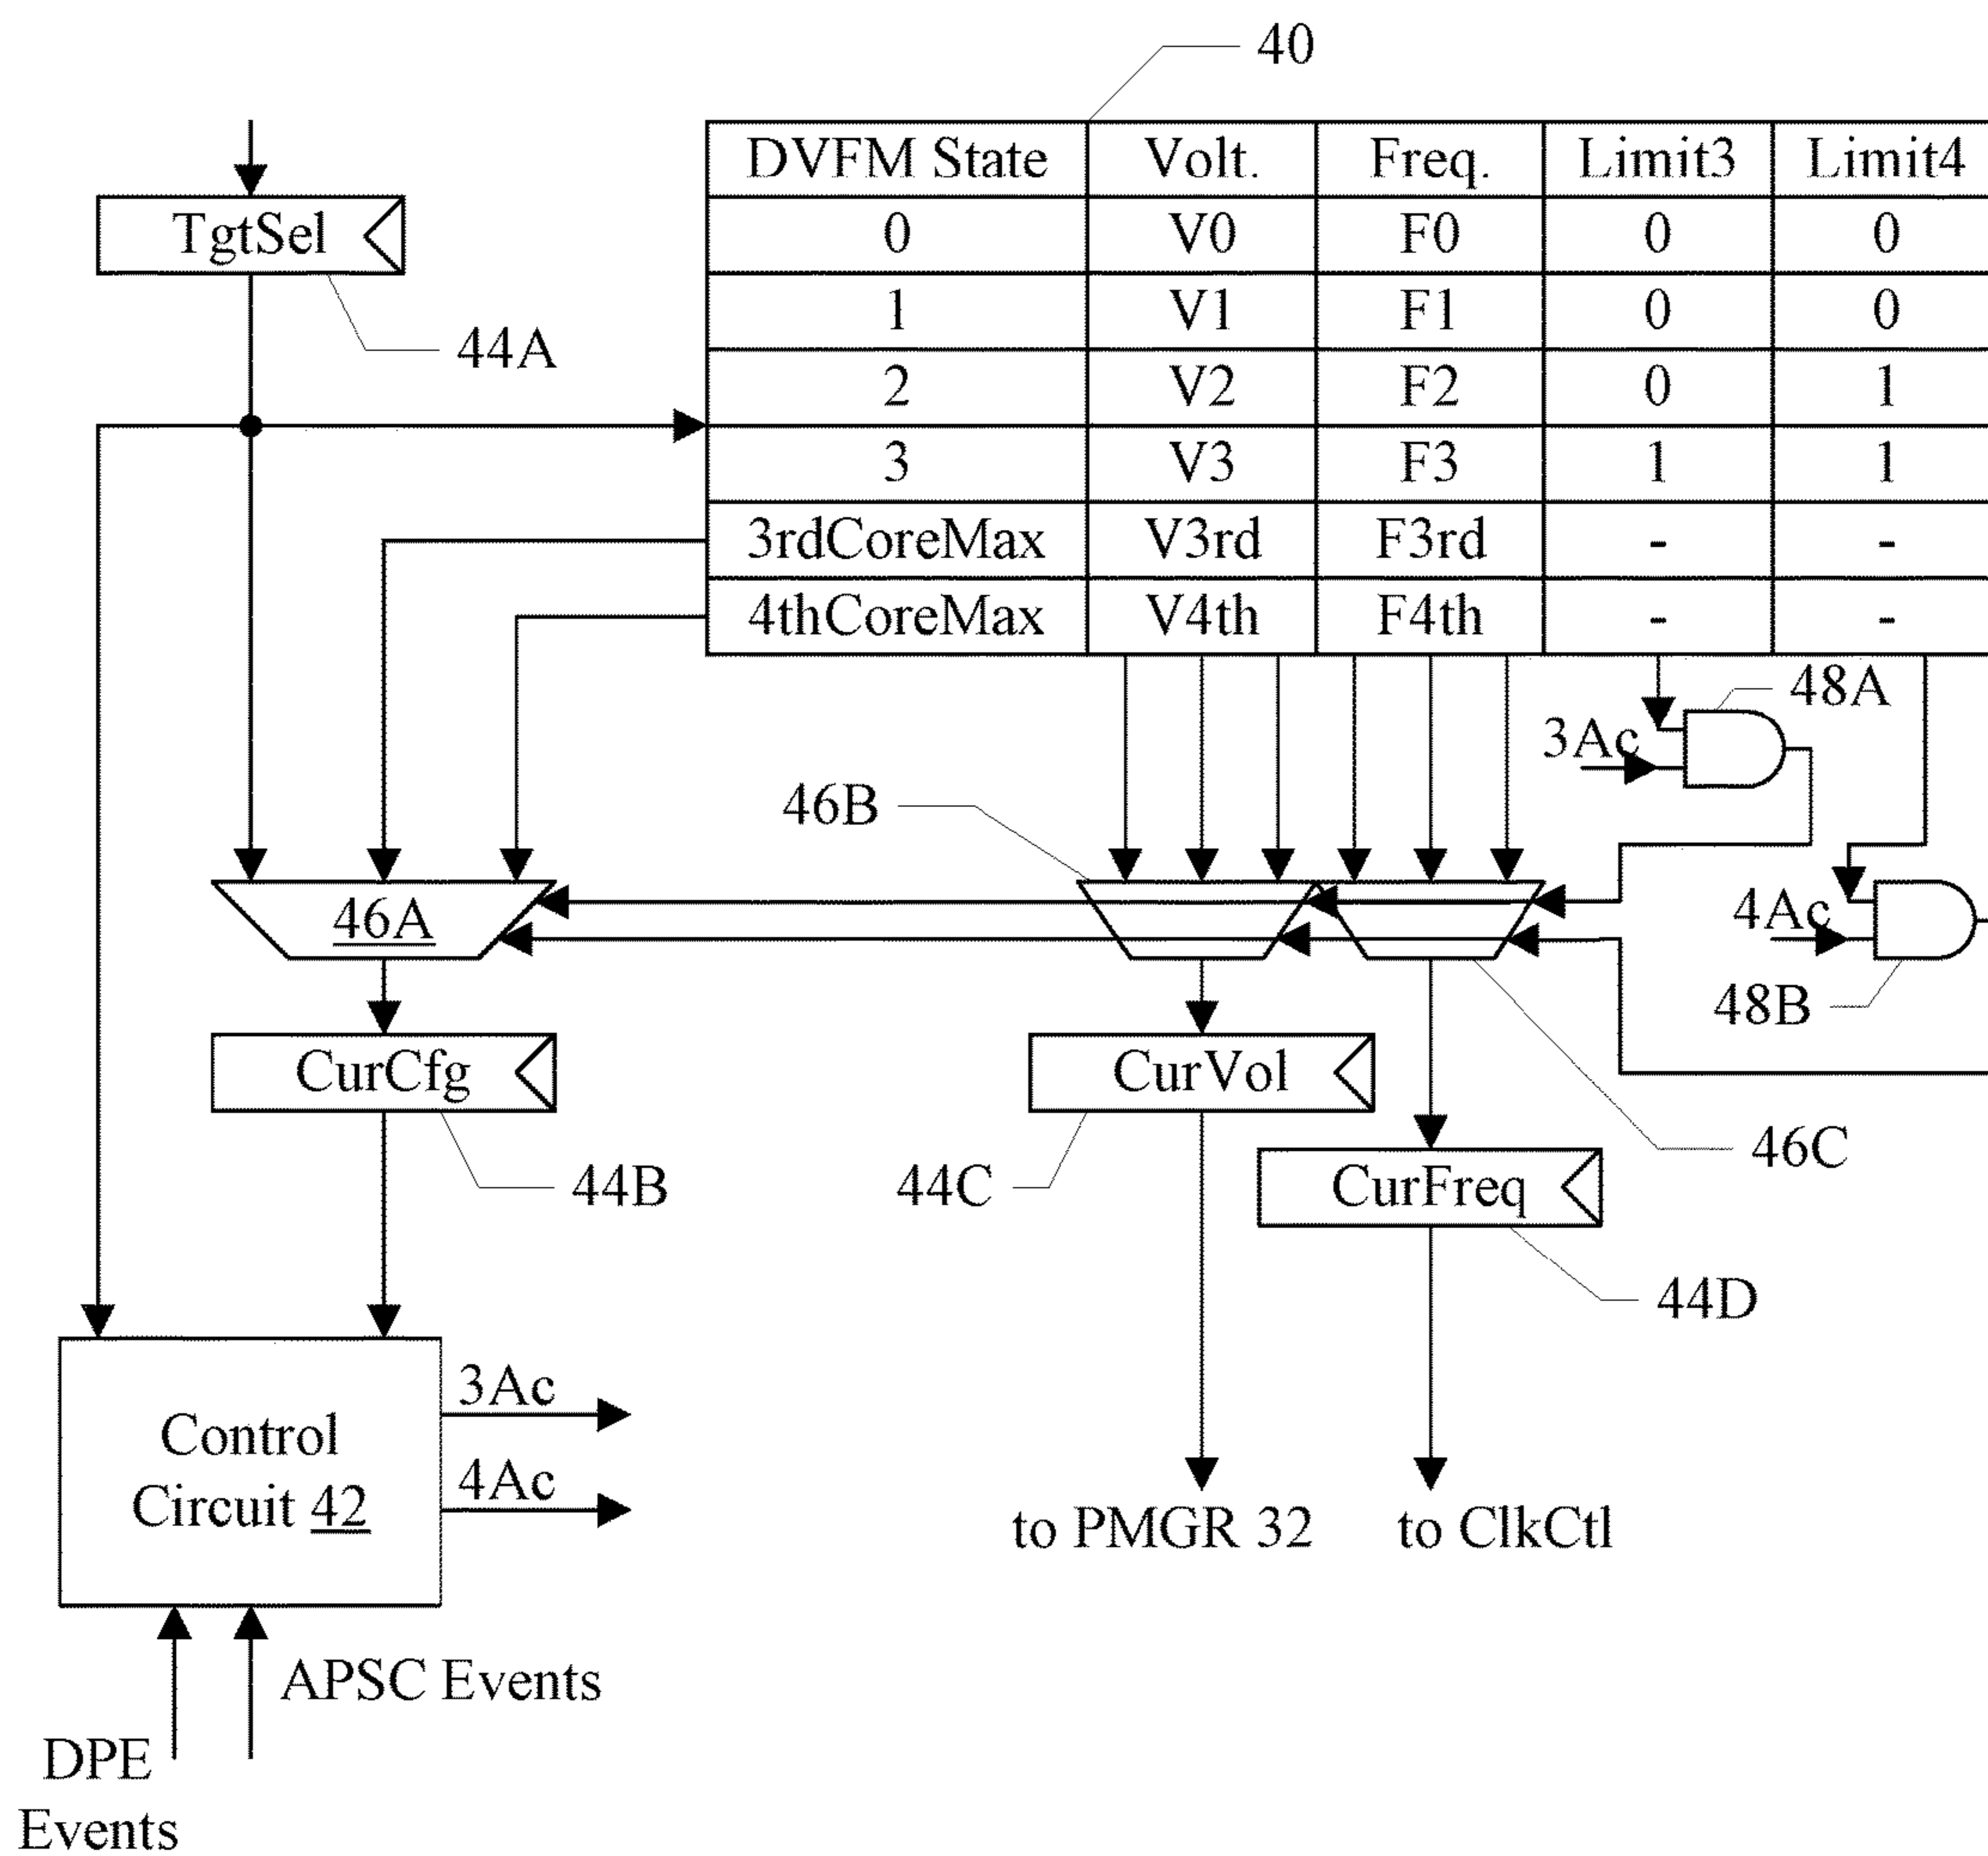 40
DVFM State Volt. Freq. Limit3 Limit4
0 V0 F0 0 0
1 V1 F1 0 0
2 V2 F2 0 1
3 V3 F3 1 1
3rdCoreMax V3rd F3rd - -
4thCoreMax V4th F4th - -
TgtSel
44A
48A
3Ac
46B
46A
4Ac
48B
CurCfg
CurVol
44B
44C
46C
CurFreq
44D
Control
Circuit 42
3Ac
4Ac
to PMGR 32
to ClkCtl
APSC Events
DPE
Events